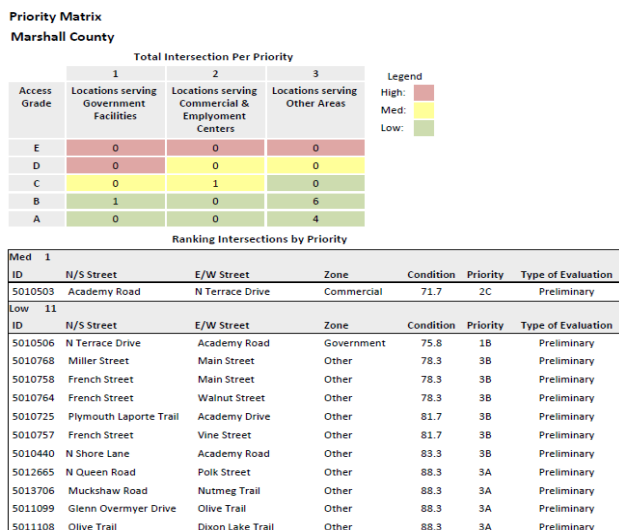 Priority Matrix
Marshall County
Total Intersection Per Priority
1 2 3
Legend
Access Grade Locations serving Government Facilities Locations serving Commercial & Emplyoment Centers Locations serving Other Areas
High:
Med:
Low:
E 0 0 0
D 0 0 0
C 0 1 0
B 1 0 6
A 0 0 4
Ranking Intersections by Priority
Med 1
ID N/S Street E/W Street Zone Condition Priority Type of Evaluation
5010503 Academy Road N Terrace Drive Commercial 71.7 2C Preliminary
Low 11
ID N/S Street E/W Street Zone Condition Priority Type of Evaluation
5010506 N Terrace Drive Academy Road Government 75.8 1B Preliminary
5010768 Miller Street Main Street Other 78.3 3B Preliminary
5010758 French Street Main Street Other 78.3 3B Preliminary
5010764 French Street Walnut Street Other 78.3 3B Preliminary
5010725 Plymouth Laporte Trail Academy Drive Other 81.7 3B Preliminary
5010757 French Street Vine Street Other 81.7 3B Preliminary
5010440 N Shore Lane Academy Road Other 83.3 3B Preliminary
5012665 N Queen Road Polk Street Other 88.3 3A Preliminary
5013706 Muckshaw Road Nutmeg Trail Other 88.3 3A Preliminary
5011099 Glenn Overmyer Drive Olive Trail Other 88.3 3A Preliminary
5011108 Olive Trail Dixon Lake Trail Other 88.3 3A Preliminary